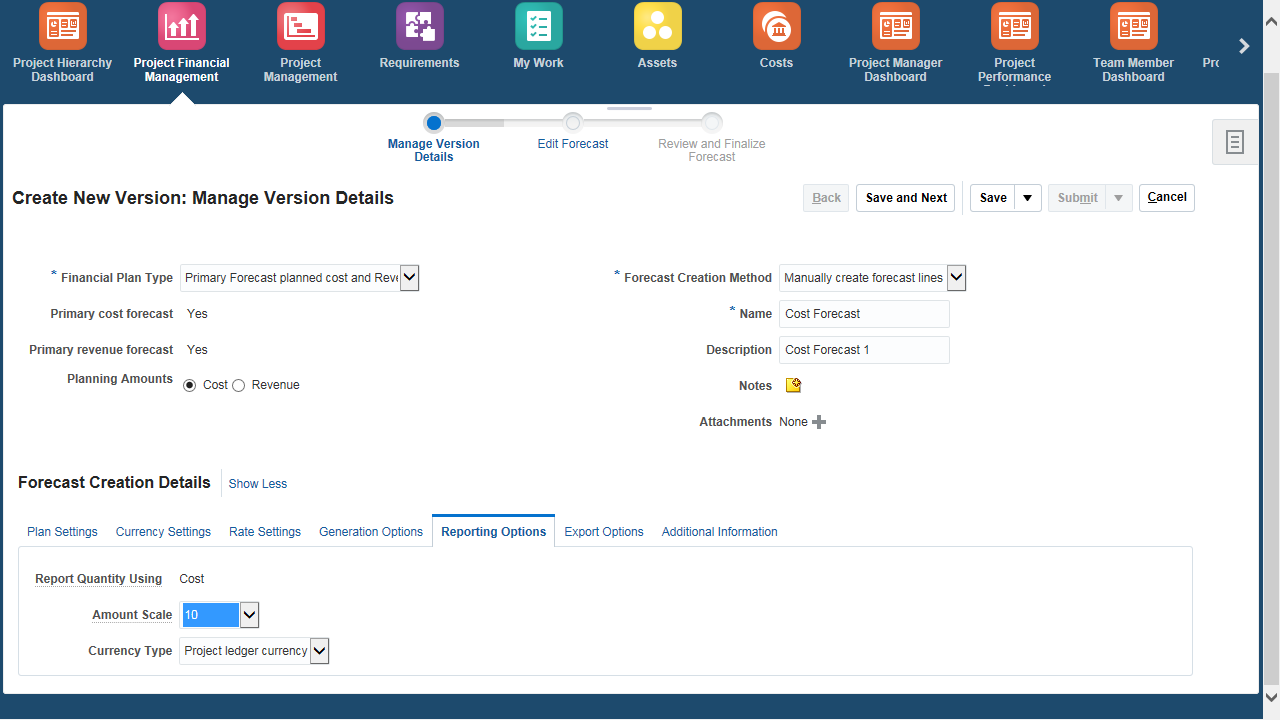 Project Hierarchy
Dashboard
Project Financial
Management
Project
Management
Requirements
My Work
Assets
Costs
Project Manager
Dashboard
Project
Performance
Team Member
Dashboard
Manage Version
Details
Edit Forecast
Review and Finalize
Forecast
Create New Version: Manage Version Details
Back
Save and Next
Save
Submit
Cancel
* Financial Plan Type Primary Forecast planned cost and Reve
Primary cost forecast Yes
Primary revenue forecast Yes
Planning Amounts Cost Revenue
* Forecast Creation Method Manually create forecast lines
* Name Cost Forecast
Description Cost Forecast 1
Notes
Attachments None
Forecast Creation Details Show Less
Plan Settings Currency Settings Rate Settings Generation Options Reporting Options Export Options Additional Information
Report Quantity Using Cost
Amount Scale 10
Currency Type Project ledger currency